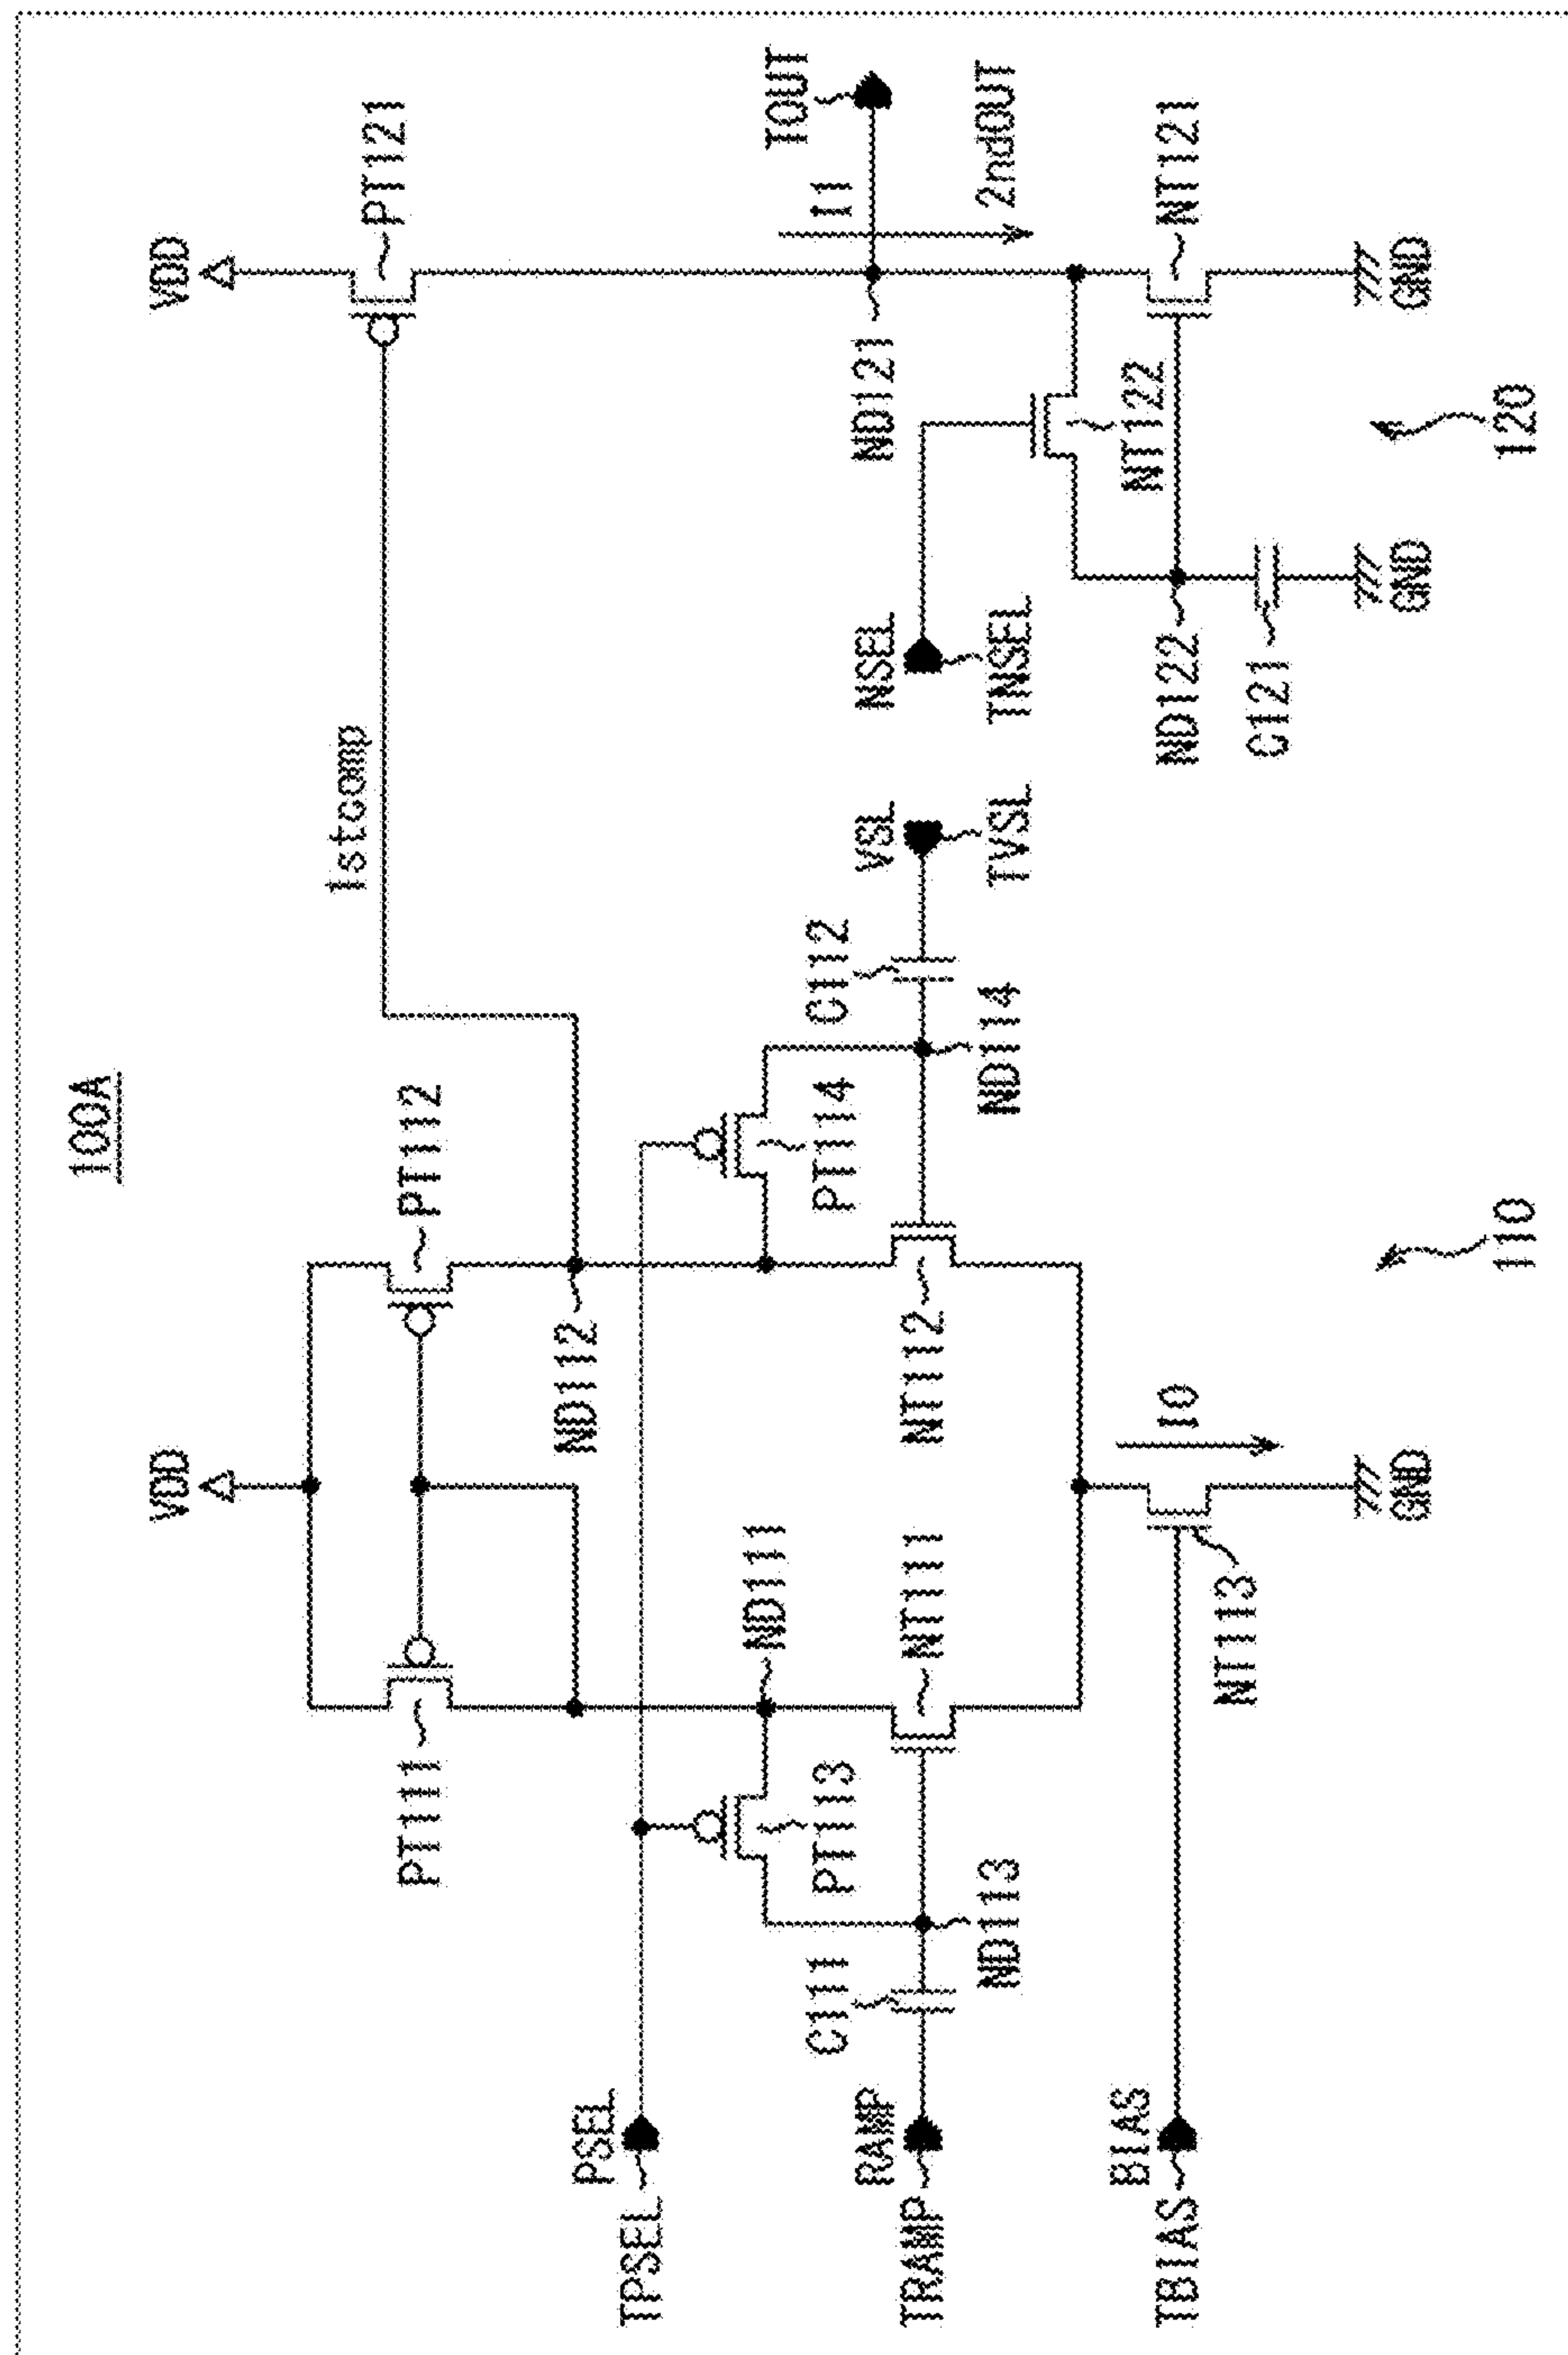 100A
VDD
VDD
PT111
PT112
PT121
1stcomp
PSEL
TPSEL
ND112
ND111
PT113
PT114
C111
C112
RAMP
TRAMP
ND113
NT111
NT112
ND114
VSL
TVSL
NSEL
TNSEL
ND121
I1
TOUT
2ndOUT
NT122
NT121
ND122
C121
BIAS
TBIAS
NT113
I0
GND
GND
GND
110
120